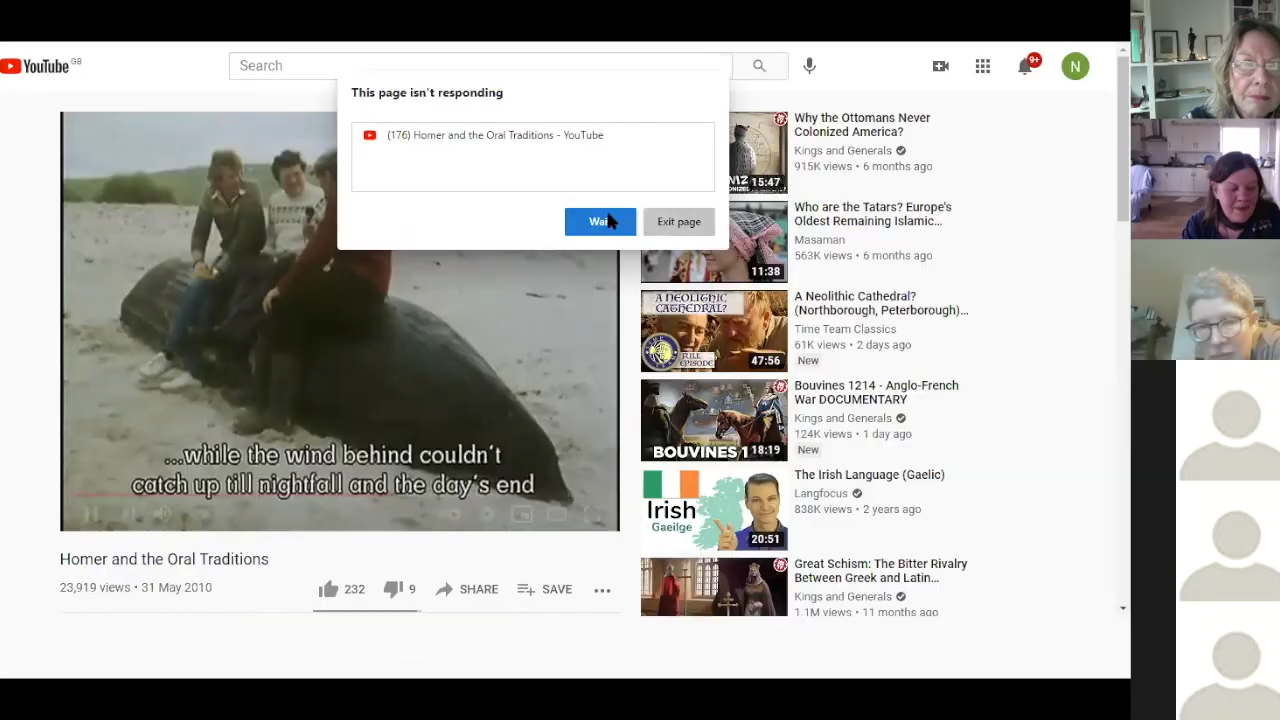 YouTube GB
Search
9+
N
This page isn't responding
(176) Homer and the Oral Traditions - YouTube
Wai
Exit page
...while the wind behind couldn't
catch up till nightfall and the day's end
Homer and the Oral Traditions
23,919 views • 31 May 2010
232
9
SHARE
SAVE
15:47
Why the Ottomans Never
Colonized America?
Kings and Generals
915K views • 6 months ago
11:38
Who are the Tatars? Europe's
Oldest Remaining Islamic...
Masaman
563K views • 6 months ago
A NEOLITHIC
CATHEDRAL?
FULL
EPISODE
47:56
A Neolithic Cathedral?
(Northborough, Peterborough)...
Time Team Classics
61K views • 2 days ago
New
BOUVINES 1
18:19
Bouvines 1214 - Anglo-French
War DOCUMENTARY
Kings and Generals
124K views • 1 day ago
New
Irish
Gaeilge
20:51
The Irish Language (Gaelic)
Langfocus
838K views • 2 years ago
Great Schism: The Bitter Rivalry
Between Greek and Latin...
Kings and Generals
1.1M views • 11 months ago